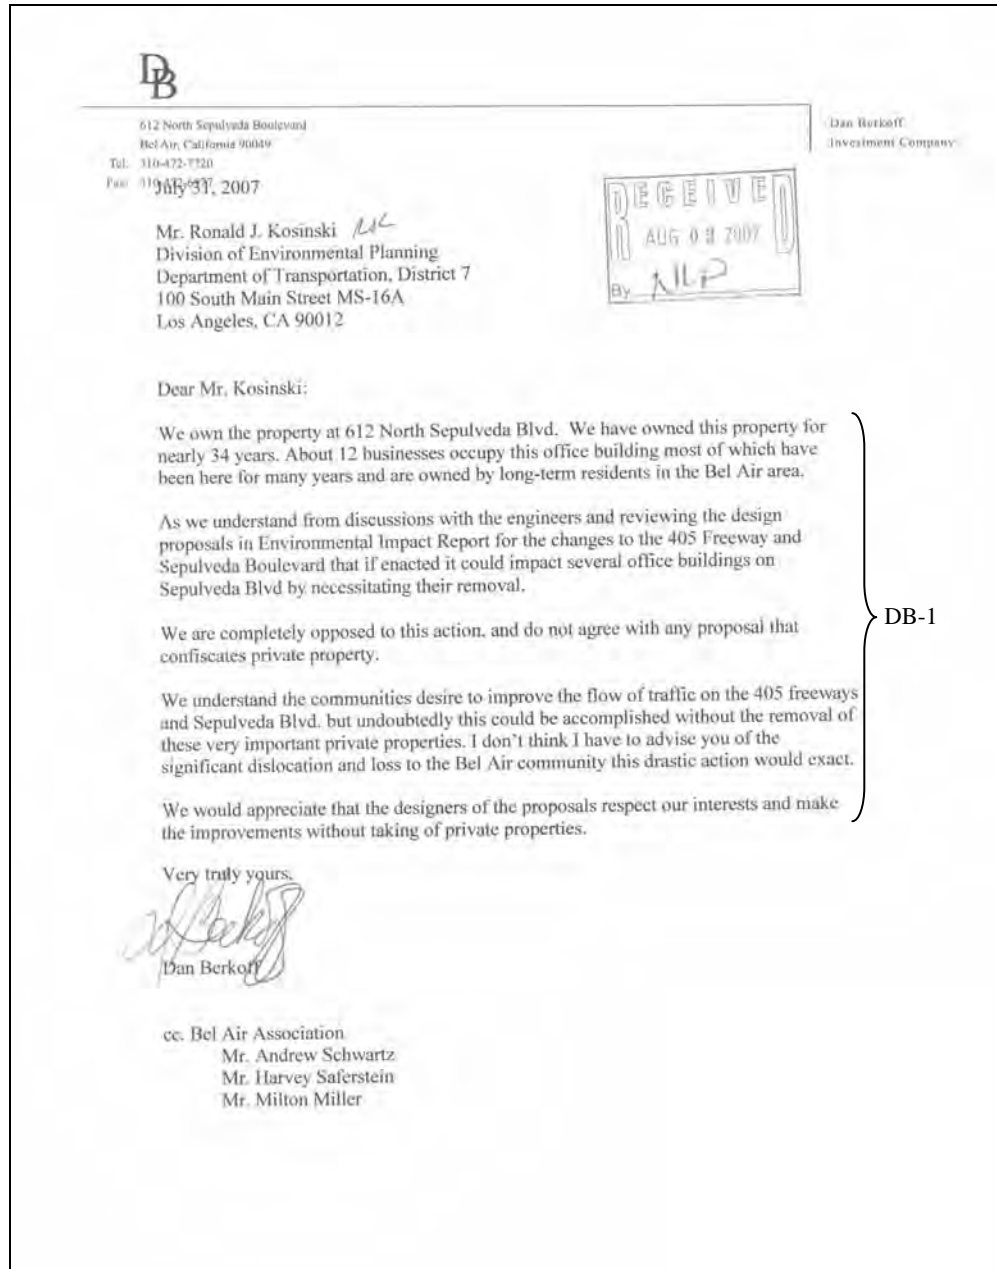 DB
612 North Sepulveda Boulevard
Bel Air, California 90049
Tel: 310-472-7720
Fax:
Dan Berkoff
Investment Company
July 31, 2007
RECEIVED
AUG 03 2007
By NLP
Mr. Ronald J. Kosinski
Division of Environmental Planning
Department of Transportation, District 7
100 South Main Street MS-16A
Los Angeles, CA 90012
Dear Mr. Kosinski:
We own the property at 612 North Sepulveda Blvd.  We have owned this property for
nearly 34 years. About 12 businesses occupy this office building most of which have
been here for many years and are owned by long-term residents in the Bel Air area.
As we understand from discussions with the engineers and reviewing the design
proposals in Environmental Impact Report for the changes to the 405 Freeway and
Sepulveda Boulevard that if enacted it could impact several office buildings on
Sepulveda Blvd by necessitating their removal.
We are completely opposed to this action, and do not agree with any proposal that
confiscates private property.
We understand the communities desire to improve the flow of traffic on the 405 freeways
and Sepulveda Blvd. but undoubtedly this could be accomplished without the removal of
these very important private properties. I don't think I have to advise you of the
significant dislocation and loss to the Bel Air community this drastic action would exact.
We would appreciate that the designers of the proposals respect our interests and make
the improvements without taking of private properties.
DB-1
Very truly yours,
Dan Berkoff
cc. Bel Air Association
Mr. Andrew Schwartz
Mr. Harvey Saferstein
Mr. Milton Miller